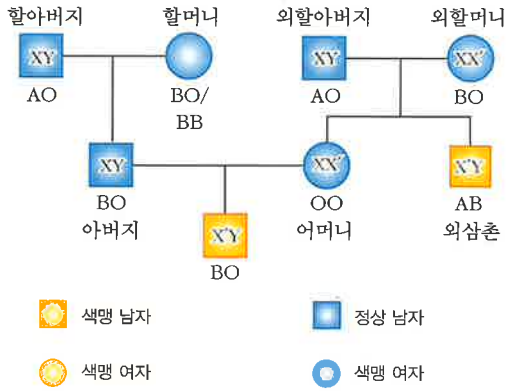 할아버지 할머니 외할아버지 외할머니
XY XY XX′
AO BO/ AO BO
BB
XY XX′ X′Y
BO OO AB
아버지 어머니 외삼촌
X′Y
BO
색맹 남자 정상 남자
색맹 여자 색맹 여자